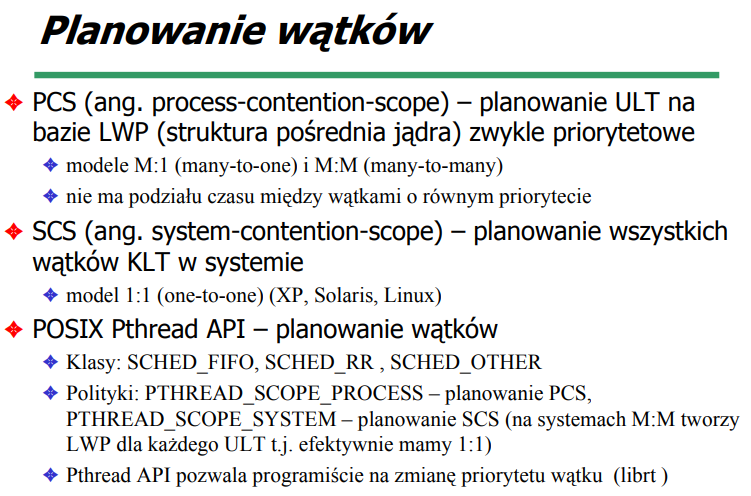 Planowanie wątków
PCS (ang. process-contention-scope) – planowanie ULT na
bazie LWP (struktura pośrednia jądra) zwykle priorytetowe
modele M:1 (many-to-one) i M:M (many-to-many)
nie ma podziału czasu między wątkami o równym priorytecie
SCS (ang. system-contention-scope) – planowanie wszystkich
wątków KLT w systemie
model 1:1 (one-to-one) (XP, Solaris, Linux)
POSIX Pthread API – planowanie wątków
Klasy: SCHED_FIFO, SCHED_RR , SCHED_OTHER
Polityki: PTHREAD_SCOPE_PROCESS – planowanie PCS,
PTHREAD_SCOPE_SYSTEM – planowanie SCS (na systemach M:M tworzy
LWP dla każdego ULT t.j. efektywnie mamy 1:1)
Pthread API pozwala programiście na zmianę priorytetu wątku (librt )